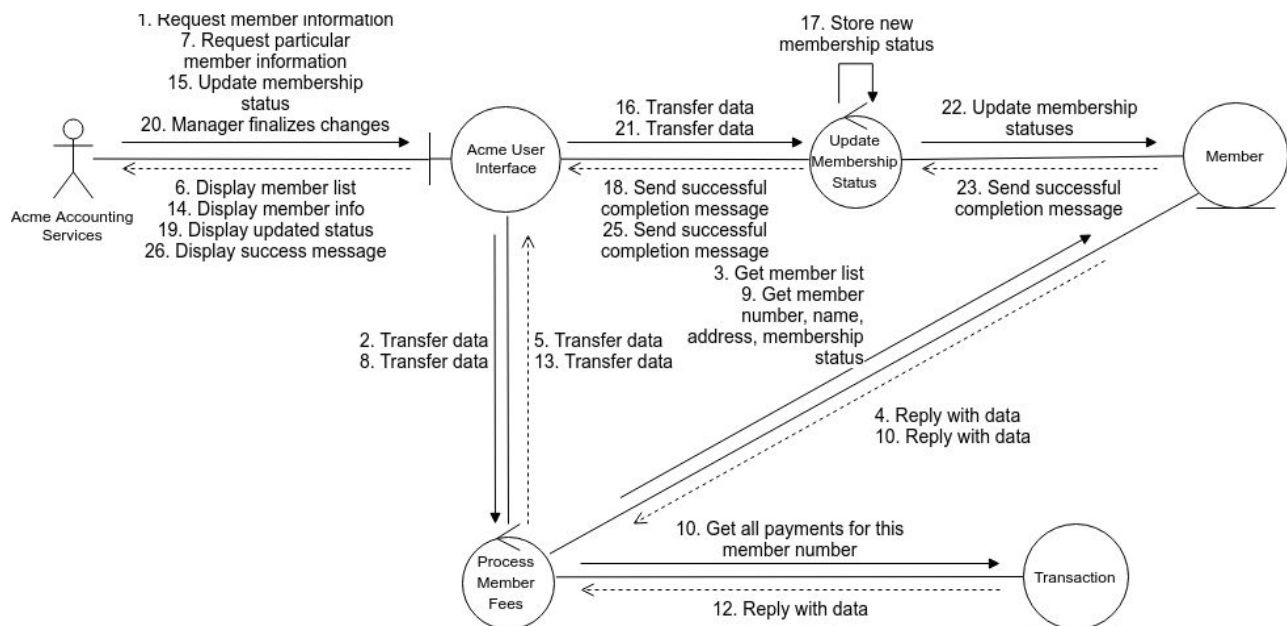 1. Request member information
7. Request particular
member information
15. Update membership
status
20. Manager finalizes changes
Acme Accounting
Services
6. Display member list
14. Display member info
19. Display updated status
26. Display success message
Acme User
Interface
16. Transfer data
21. Transfer data
18. Send successful
completion message
25. Send successful
completion message
17. Store new
membership status
Update
Membership
Status
22. Update membership
statuses
23. Send successful
completion message
Member
2. Transfer data
8. Transfer data
5. Transfer data
13. Transfer data
3. Get member list
9. Get member
number, name,
address, membership
status
4. Reply with data
10. Reply with data
Process
Member
Fees
10. Get all payments for this
member number
12. Reply with data
Transaction